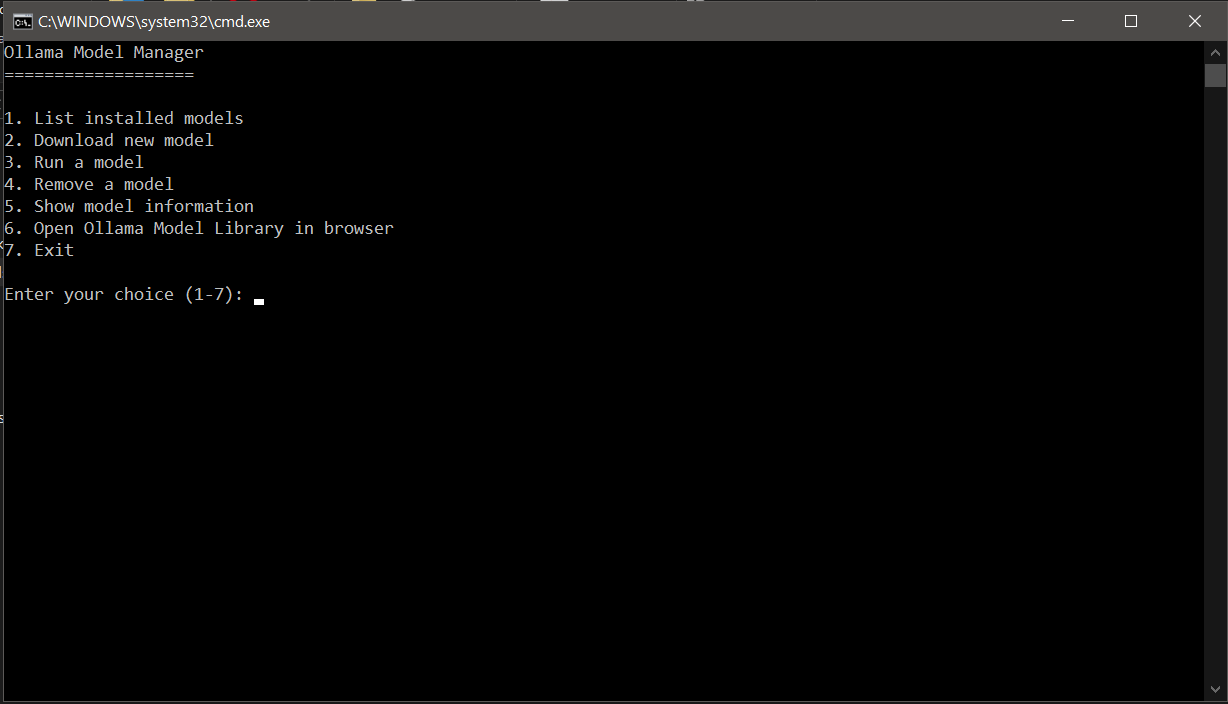 C:\WINDOWS\system32\cmd.exe
Ollama Model Manager
===================
1. List installed models
2. Download new model
3. Run a model
4. Remove a model
5. Show model information
6. Open Ollama Model Library in browser
7. Exit
Enter your choice (1-7):